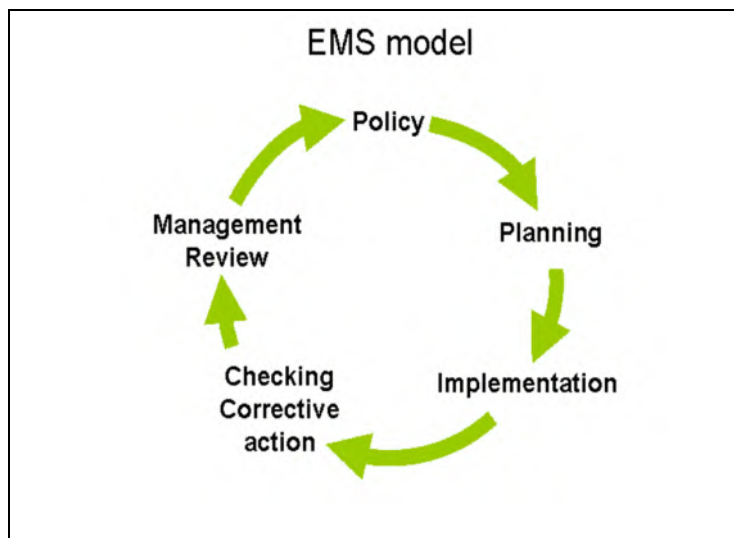 EMS model
Policy
Planning
Implementation
Checking
Corrective
action
Management
Review